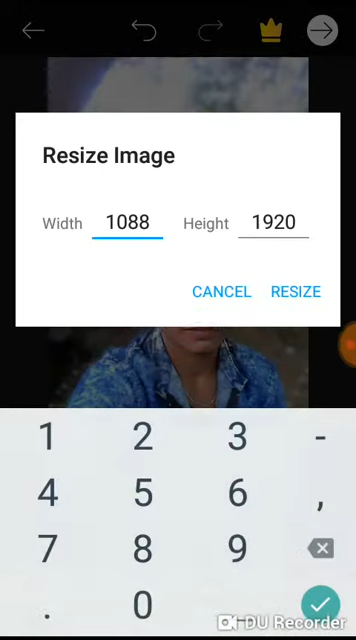 Resize Image
Width 1088 Height 1920
CANCEL RESIZE
1 2 3 -
4 5 6 ,
7 8 9
. 0
DU Recorder